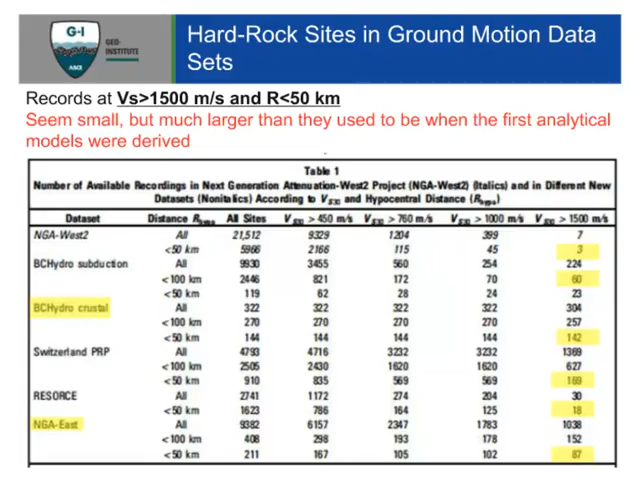 G-I
ASCE
GEO-
INSTITUTE
Hard-Rock Sites in Ground Motion Data
Sets
Records at Vs>1500 m/s and R<50 km
Seem small, but much larger than they used to be when the first analytical
models were derived
Table 1
Number of Available Recordings in Next Generation Attenuation-West2 Project (NGA-West2) (Italics) and in Different New
Datasets (Nonitalics) According to VS30 and Hypocentral Distance (Rhypo)
Dataset Distance Rhypo All Sites VS30 > 450 m/s VS30 > 760 m/s VS30 > 1000 m/s VS30 > 1500 m/s
NGA-West2 All 21,512 9329 1204 399 7
<50 km 5966 2166 115 45 3
BCHydro subduction All 9930 3455 560 254 224
<100 km 2446 821 172 70 60
<50 km 119 62 28 24 23
BCHydro crustal All 322 322 322 322 304
<100 km 270 270 270 270 257
<50 km 144 144 144 144 142
Switzerland PRP All 4793 4716 3232 3232 1369
<100 km 2505 2430 1620 1620 627
<50 km 910 835 569 569 169
RESORCE All 2741 1172 274 204 30
<50 km 1623 786 164 125 18
NGA-East All 9382 6157 2347 1783 1038
<100 km 408 298 193 178 152
<50 km 211 167 105 102 87